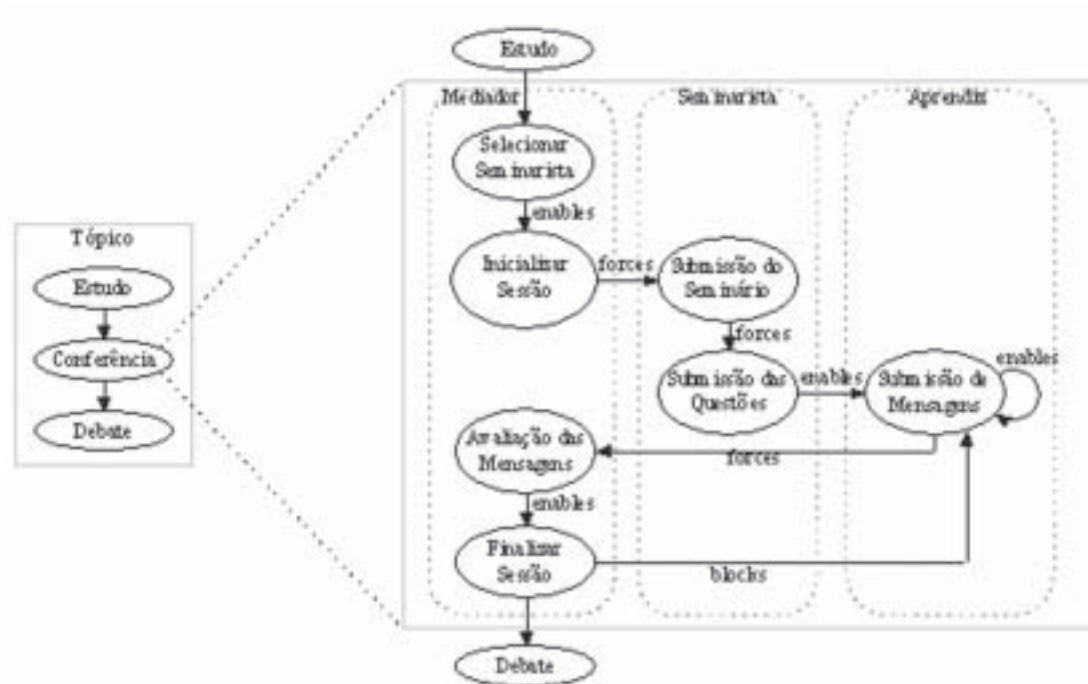 Estudo
Mediador
Seminarista
Aprendiz
Selecionar
Seminarista
enables
Inicializar
Sessão
forces
Submissão do
Seminário
forces
Submissão das
Questões
enables
Submissão de
Mensagens
enables
Avaliação das
Mensagens
forces
enables
Finalizar
Sessão
blocks
Debate
Tópico
Estudo
Conferência
Debate